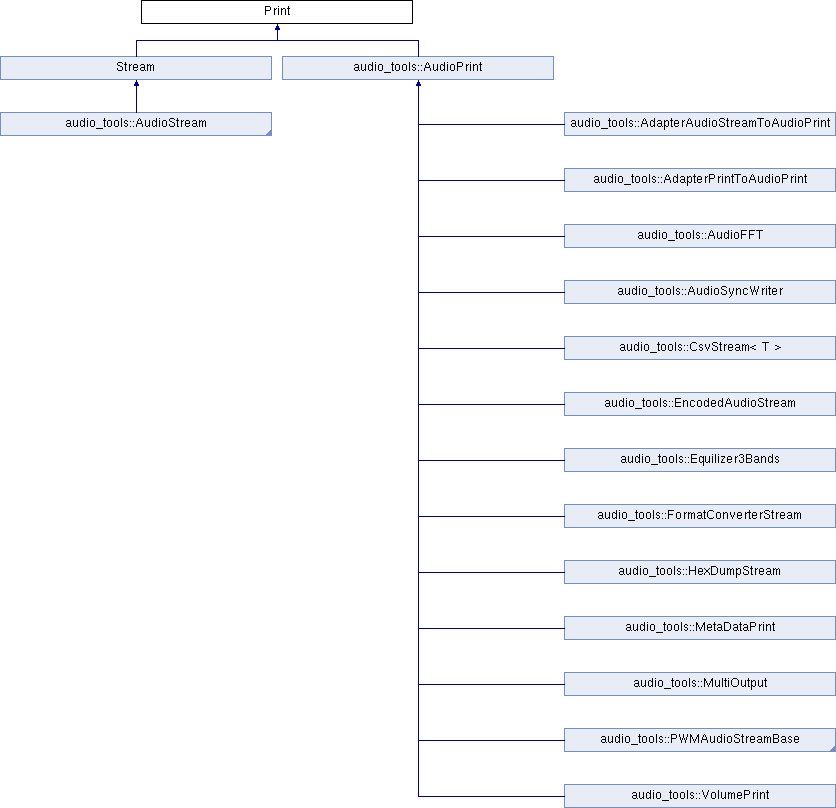 Print
Stream
audio_tools::AudioPrint
audio_tools::AudioStream
audio_tools::AdapterAudioStreamToAudioPrint
audio_tools::AdapterPrintToAudioPrint
audio_tools::AudioFFT
audio_tools::AudioSyncWriter
audio_tools::CsvStream< T >
audio_tools::EncodedAudioStream
audio_tools::Equilizer3Bands
audio_tools::FormatConverterStream
audio_tools::HexDumpStream
audio_tools::MetaDataPrint
audio_tools::MultiOutput
audio_tools::PWMAudioStreamBase
audio_tools::VolumePrint